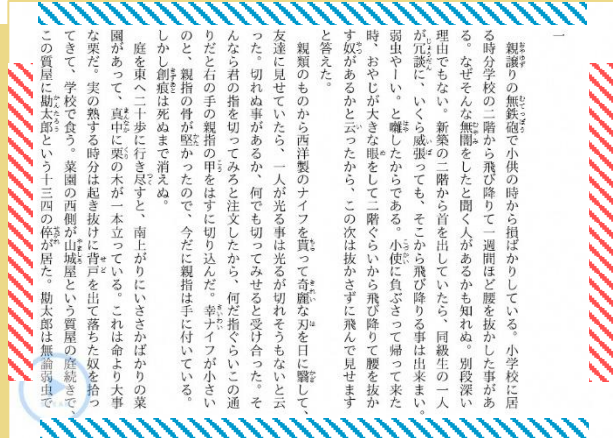 一
親譲りの無鉄砲で小供の時から損ばかりしている。小学校に居
る時分学校の二階から飛び降りて一週間ほど腰を抜かした事があ
る。なぜそんな無闇をしたと聞く人があるかも知れぬ。別段深い
理由でもない。新築の二階から首を出していたら、同級生の一人
が冗談に、いくら威張っても、そこから飛び降りる事は出来まい。
弱虫やーい。と囃したからである。小使に負ぶさって帰って来た
時、おやじが大きな眼をして二階ぐらいから飛び降りて腰を抜か
す奴があるかと云ったから、この次は抜かさずに飛んで見せます
と答えた。
親類のものから西洋製のナイフを貰って奇麗な刃を日に翳して、
友達に見せていたら、一人が光る事は光るが切れそうもないと云
った。切れぬ事があるか、何でも切ってみせると受け合った。そ
んなら君の指を切ってみろと注文したから、何だ指ぐらいこの通
りだと右の手の親指の甲をはすに切り込んだ。幸ナイフが小さい
のと、親指の骨が堅かったので、今だに親指は手に付いている。
しかし創痕は死ぬまで消えぬ。
庭を東へ二十歩に行き尽すと、南上がりにいささかばかりの菜
園があって、真中に栗の木が一本立っている。これは命より大事
な栗だ。実の熟する時分は起き抜けに背戸を出て落ちた奴を拾っ
てきて、学校で食う。菜園の西側が山城屋という質屋の庭続きで、
この質屋に勘太郎という十三四の倅が居た。勘太郎は無論弱虫で